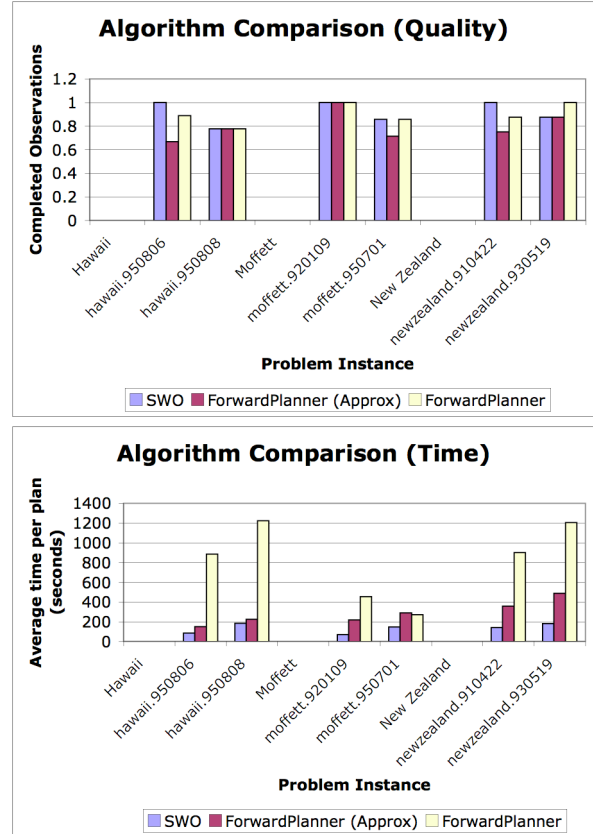 Algorithm Comparison (Quality)
Completed Observations
1.2
1
0.8
0.6
0.4
0.2
0
Hawaii
hawaii.950806
hawaii.950808
Moffett
moffett.920109
moffett.950701
New Zealand
newzealand.910422
newzealand.930519
Problem Instance
SWO ForwardPlanner (Approx) ForwardPlanner
Algorithm Comparison (Time)
Average time per plan
(seconds)
1400
1200
1000
800
600
400
200
0
Hawaii
hawaii.950806
hawaii.950808
Moffett
moffett.920109
moffett.950701
New Zealand
newzealand.910422
newzealand.930519
Problem Instance
SWO ForwardPlanner (Approx) ForwardPlanner